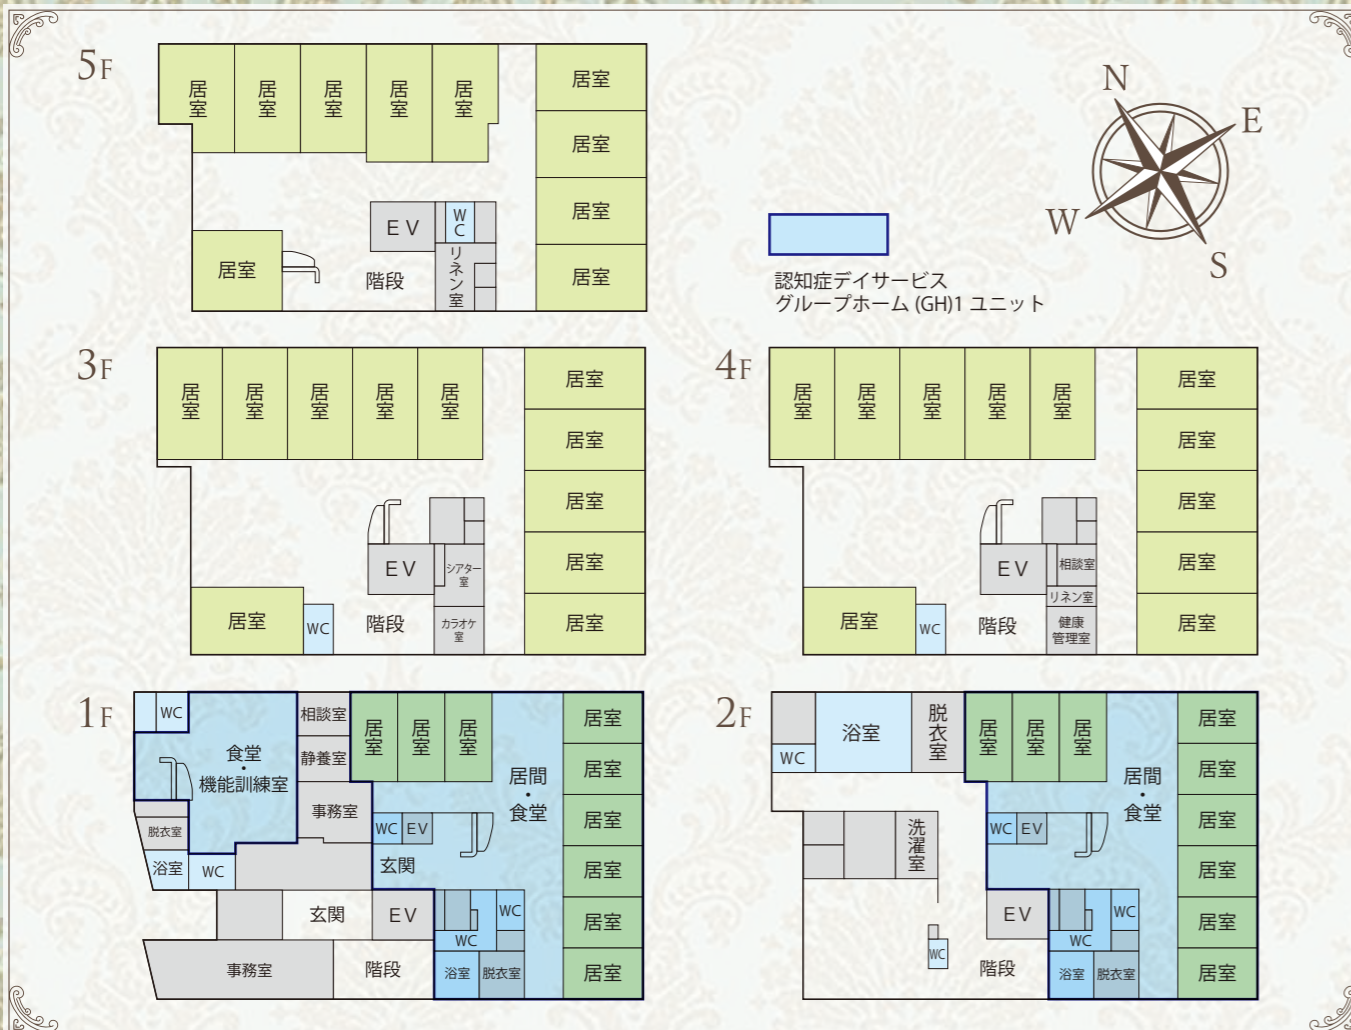 5F
居室
居室
居室
居室
居室
居室
居室
居室
居室
居室
EV
WC
リネン室
階段
N
E
W
S
認知症デイサービス
グループホーム (GH)1 ユニット
3F
居室
居室
居室
居室
居室
居室
居室
居室
居室
居室
居室
WC
EV
階段
シアター
室
カラオケ
室
4F
居室
居室
居室
居室
居室
居室
居室
居室
居室
居室
居室
WC
EV
階段
相談室
リネン室
健康
管理室
1F
WC
食堂
・
機能訓練室
相談室
静養室
事務室
居室
居室
居室
居間
・
食堂
居室
居室
居室
居室
居室
居室
脱衣室
浴室
WC
WC
EV
玄関
玄関
EV
事務室
階段
WC
WC
浴室
脱衣室
2F
WC
浴室
脱衣室
居室
居室
居室
居間
・
食堂
居室
居室
居室
居室
居室
居室
洗濯室
WC
EV
EV
WC
階段
WC
WC
浴室
脱衣室